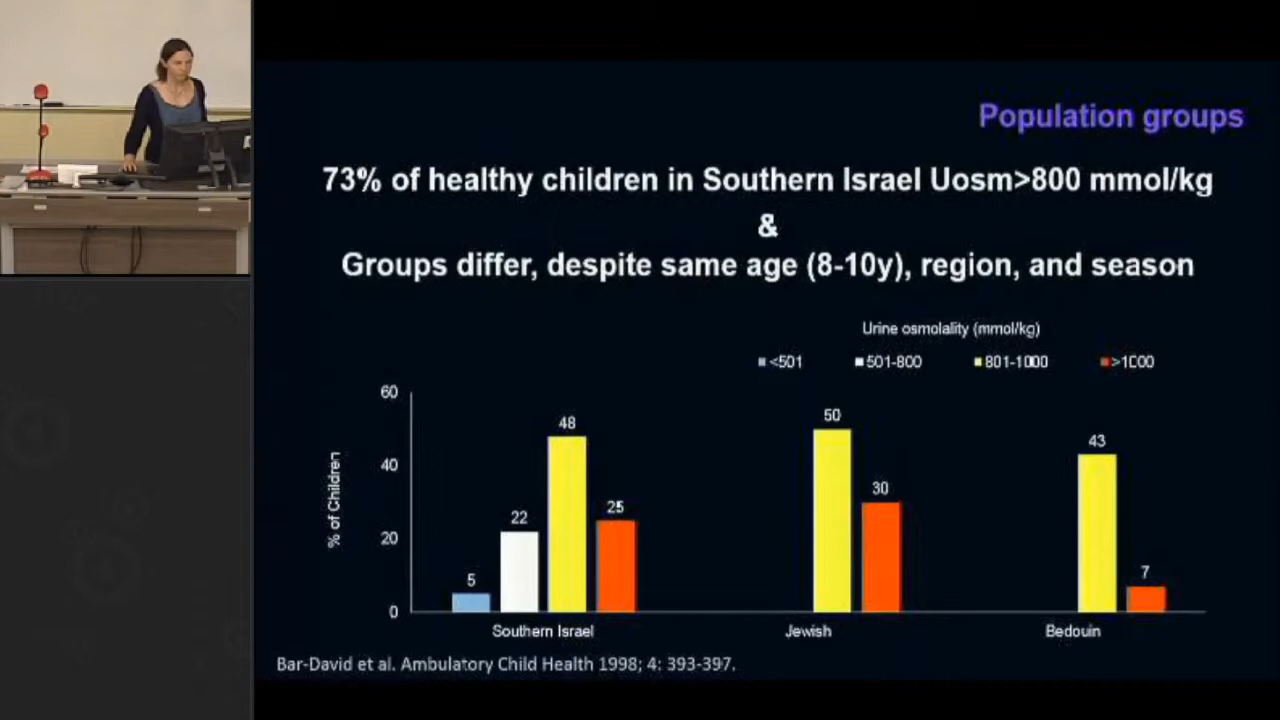 Population groups
73% of healthy children in Southern Israel Uosm>800 mmol/kg
&
Groups differ, despite same age (8-10y), region, and season
Urine osmolality (mmol/kg)
<501 501-800 801-1000 >1000
% of Children
60
40
20
0
5 22 48 25
50 30
43 7
Southern Israel Jewish Bedouin
Bar-David et al. Ambulatory Child Health 1998; 4: 393-397.